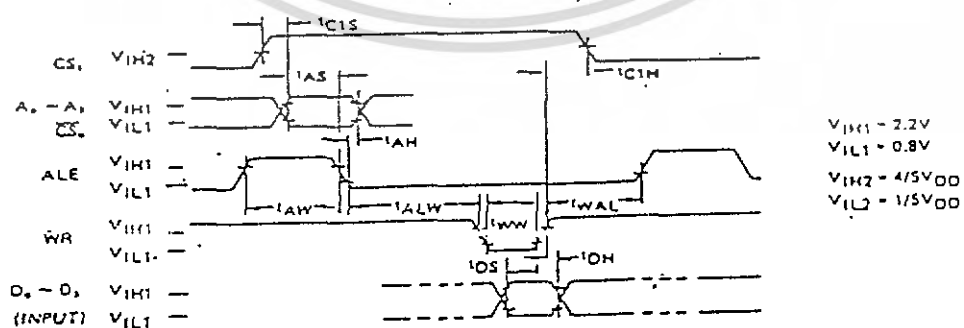 tC1S
CS₁ VIH2
tC1H
tAS
A₀ ~ A₃ VIH1
CS₀ VIL1
tAH
VIH1 = 2.2V
VIL1 = 0.8V
VIH2 = 4/5VDD
VIL2 = 1/5VDD
ALE VIH1
VIL1
tAW tALW tWW tWAL
WR VIH1
VIL1
tDS tDH
D₀ ~ D₃ VIH1
(INPUT) VIL1